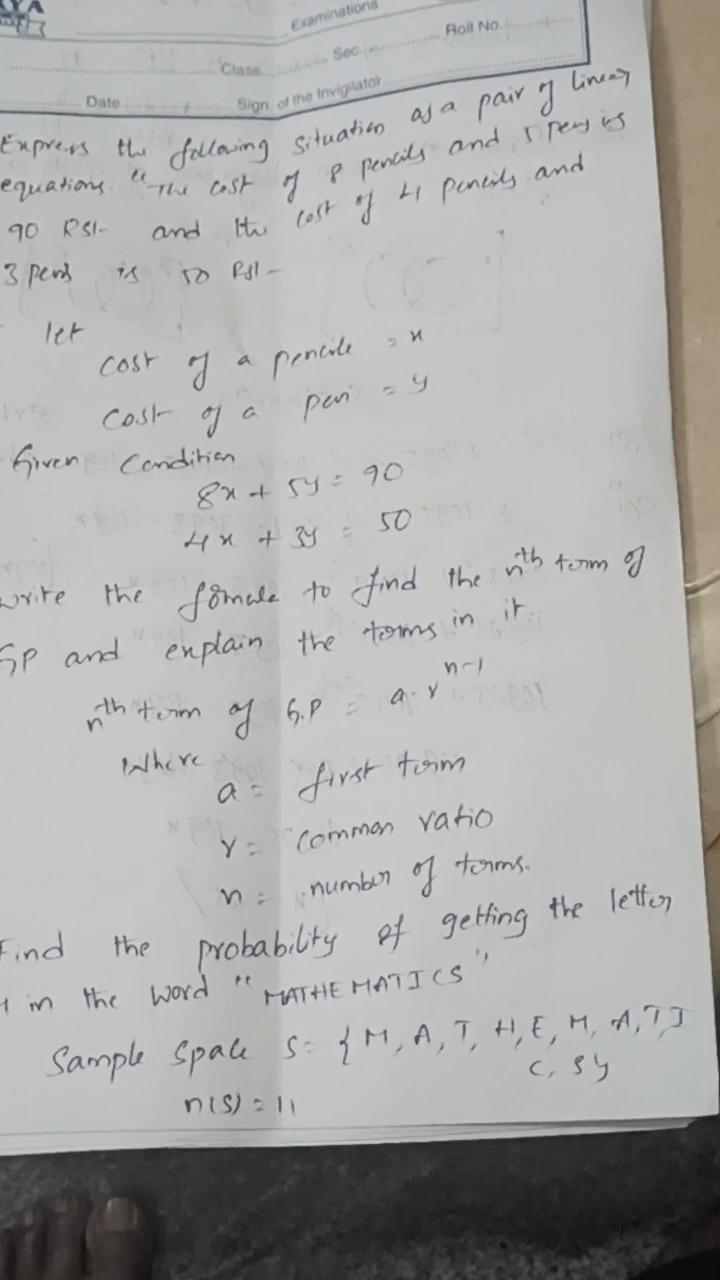 Examinations
Class Sec. Roll No.
Date Sign. of the Invigilator
Express the following situation as a pair of linear
equations. "The cost of 8 pencils and 5 pens is
90 Rs/- and the cost of 4 pencils and
3 pens is 50 Rs/-
let
cost of a pencile = x
cost of a pen = y
Given Condition
8x + 5y = 90
4x + 3y = 50
write the fomula to find the nth term of
GP and explain the terms in it.
nth term of G.P = a. r^n-1
Where
a = first term
r = common ratio
n = number of terms.
Find the probability of getting the letter
in the word "MATHEMATICS"
Sample Space S = {M, A, T, H, E, M, A, T, I
C, S}
n(S) = 11